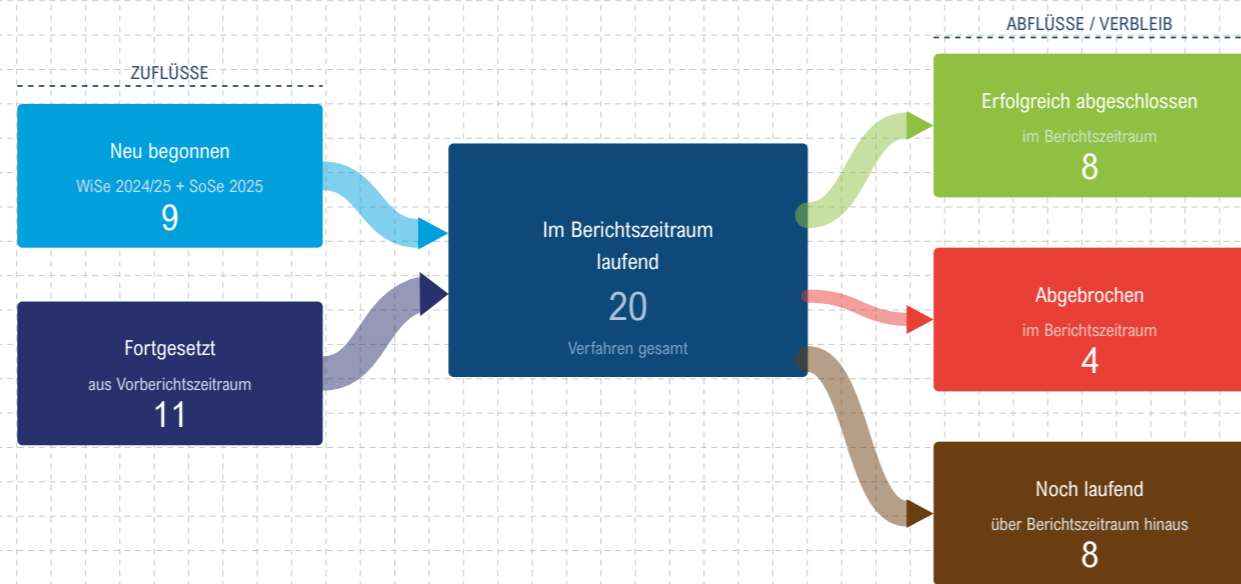 ZUFLÜSSE
Neu begonnen
WiSe 2024/25 + SoSe 2025
9
Fortgesetzt
aus Vorberichtszeitraum
11
Im Berichtszeitraum
laufend
20
Verfahren gesamt
ABFLÜSSE / VERBLEIB
Erfolgreich abgeschlossen
im Berichtszeitraum
8
Abgebrochen
im Berichtszeitraum
4
Noch laufend
über Berichtszeitraum hinaus
8